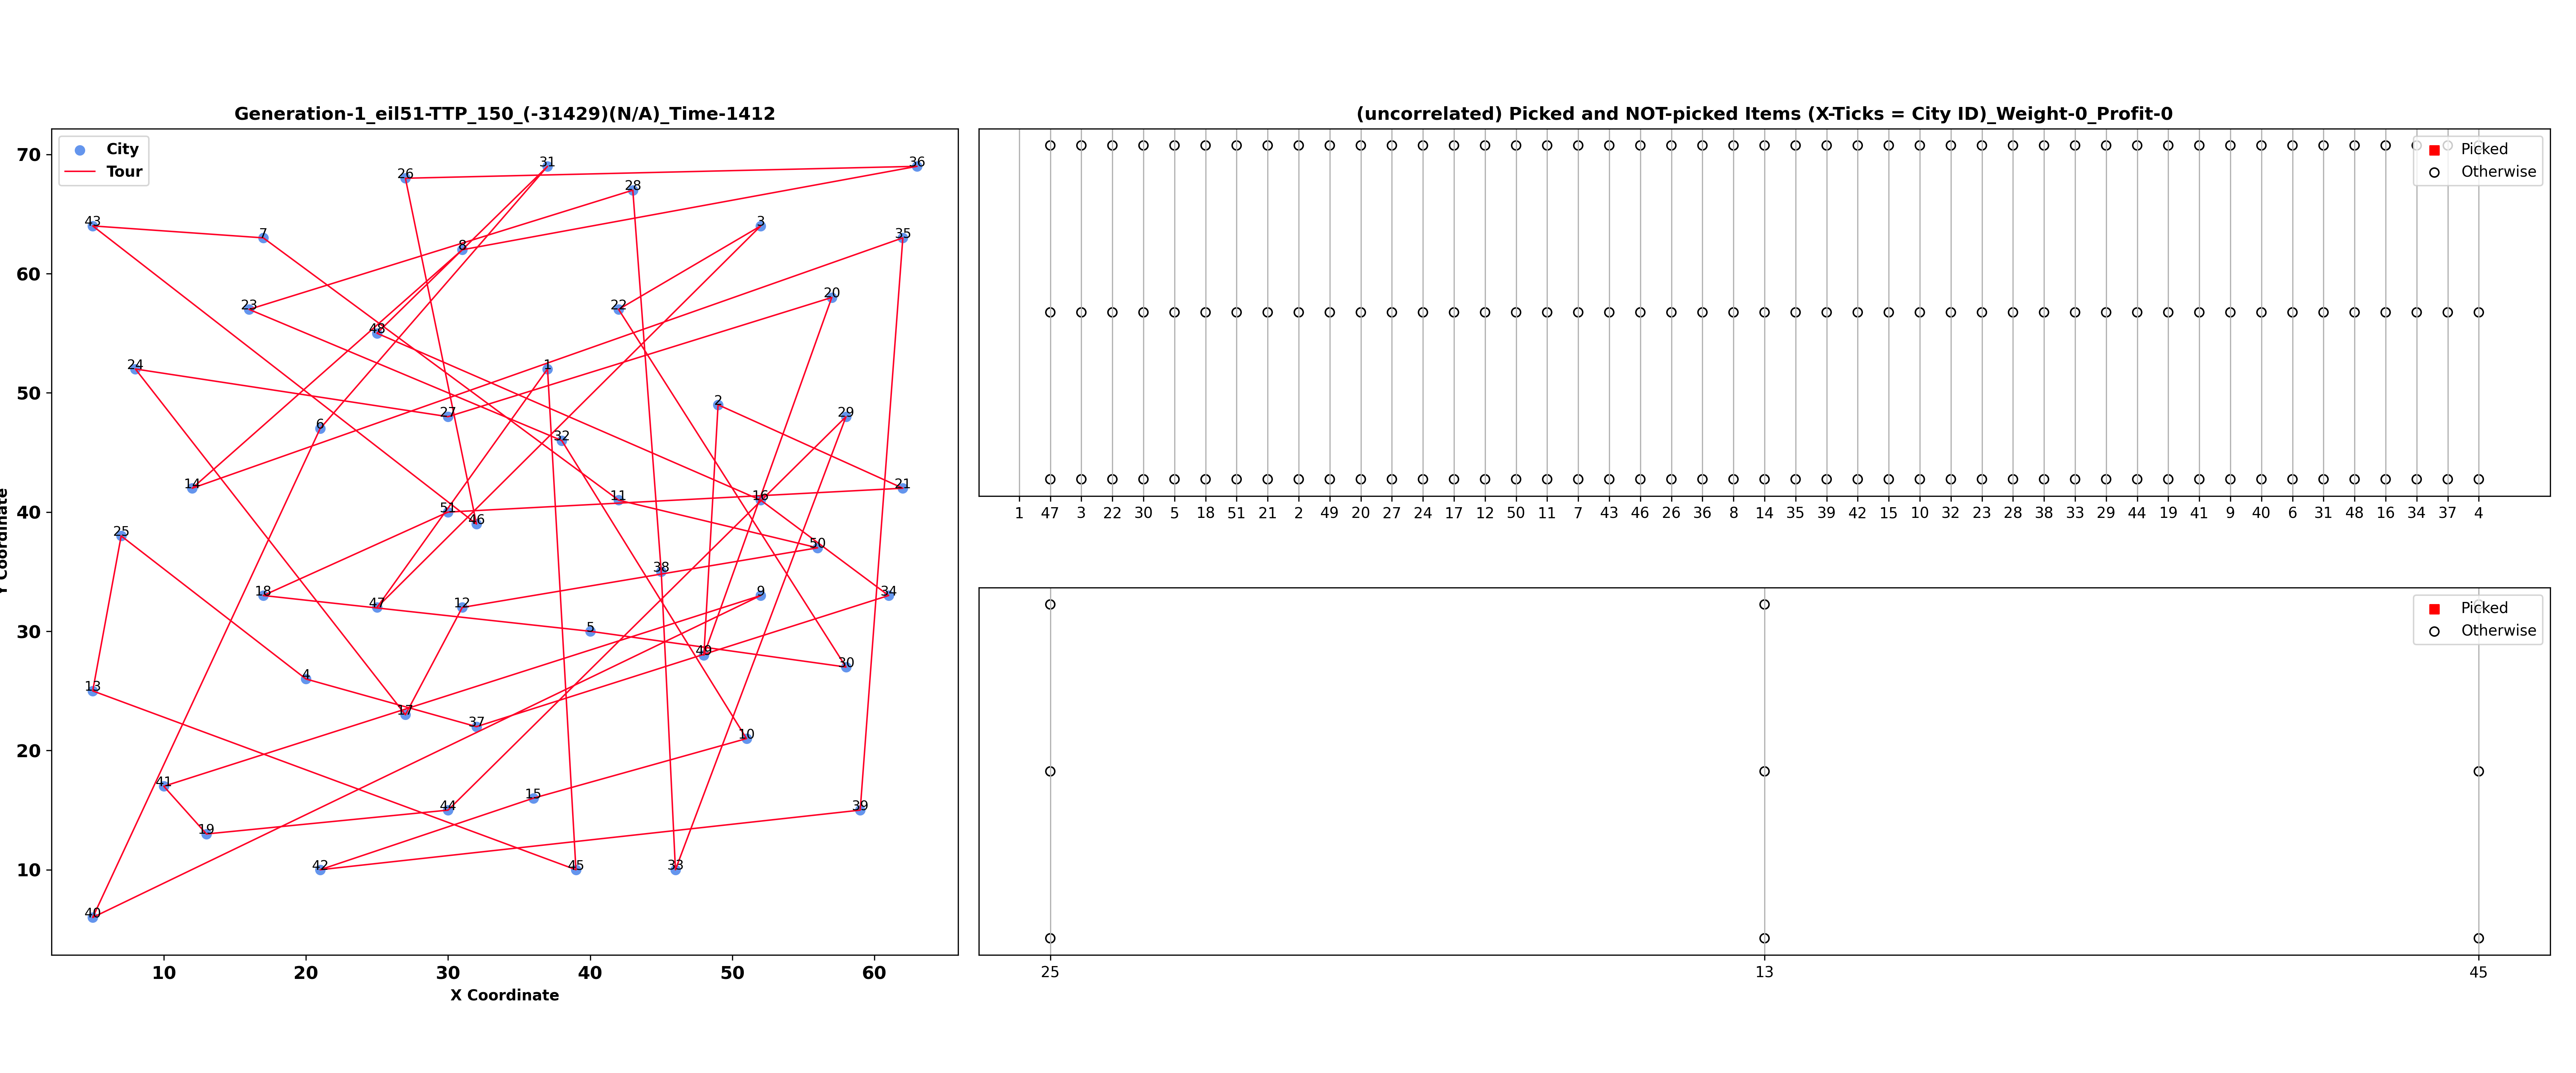 Generation-1_eil51-TTP_150_(-31429)(N/A)_Time-1412
City
Tour
70
60
50
40
30
20
10
10 20 30 40 50 60
X Coordinate
Y Coordinate
26 31 36
28
43 7 3
8 35
23 22 20
48
24 1
27 2 29
6 32
14 11 16 21
51 46
25 50
38
18 47 12 9 34
5
49 30
13 4
17 37
10
41 15
44 39
19
42 45 33
40
(uncorrelated) Picked and NOT-picked Items (X-Ticks = City ID)_Weight-0_Profit-0
Picked
Otherwise
1 47 3 22 30 5 18 51 21 2 49 20 27 24 17 12 50 11 7 43 46 26 36 8 14 35 39 42 15 10 32 23 28 38 33 29 44 19 41 9 40 6 31 48 16 34 37 4
Picked
Otherwise
25 13 45